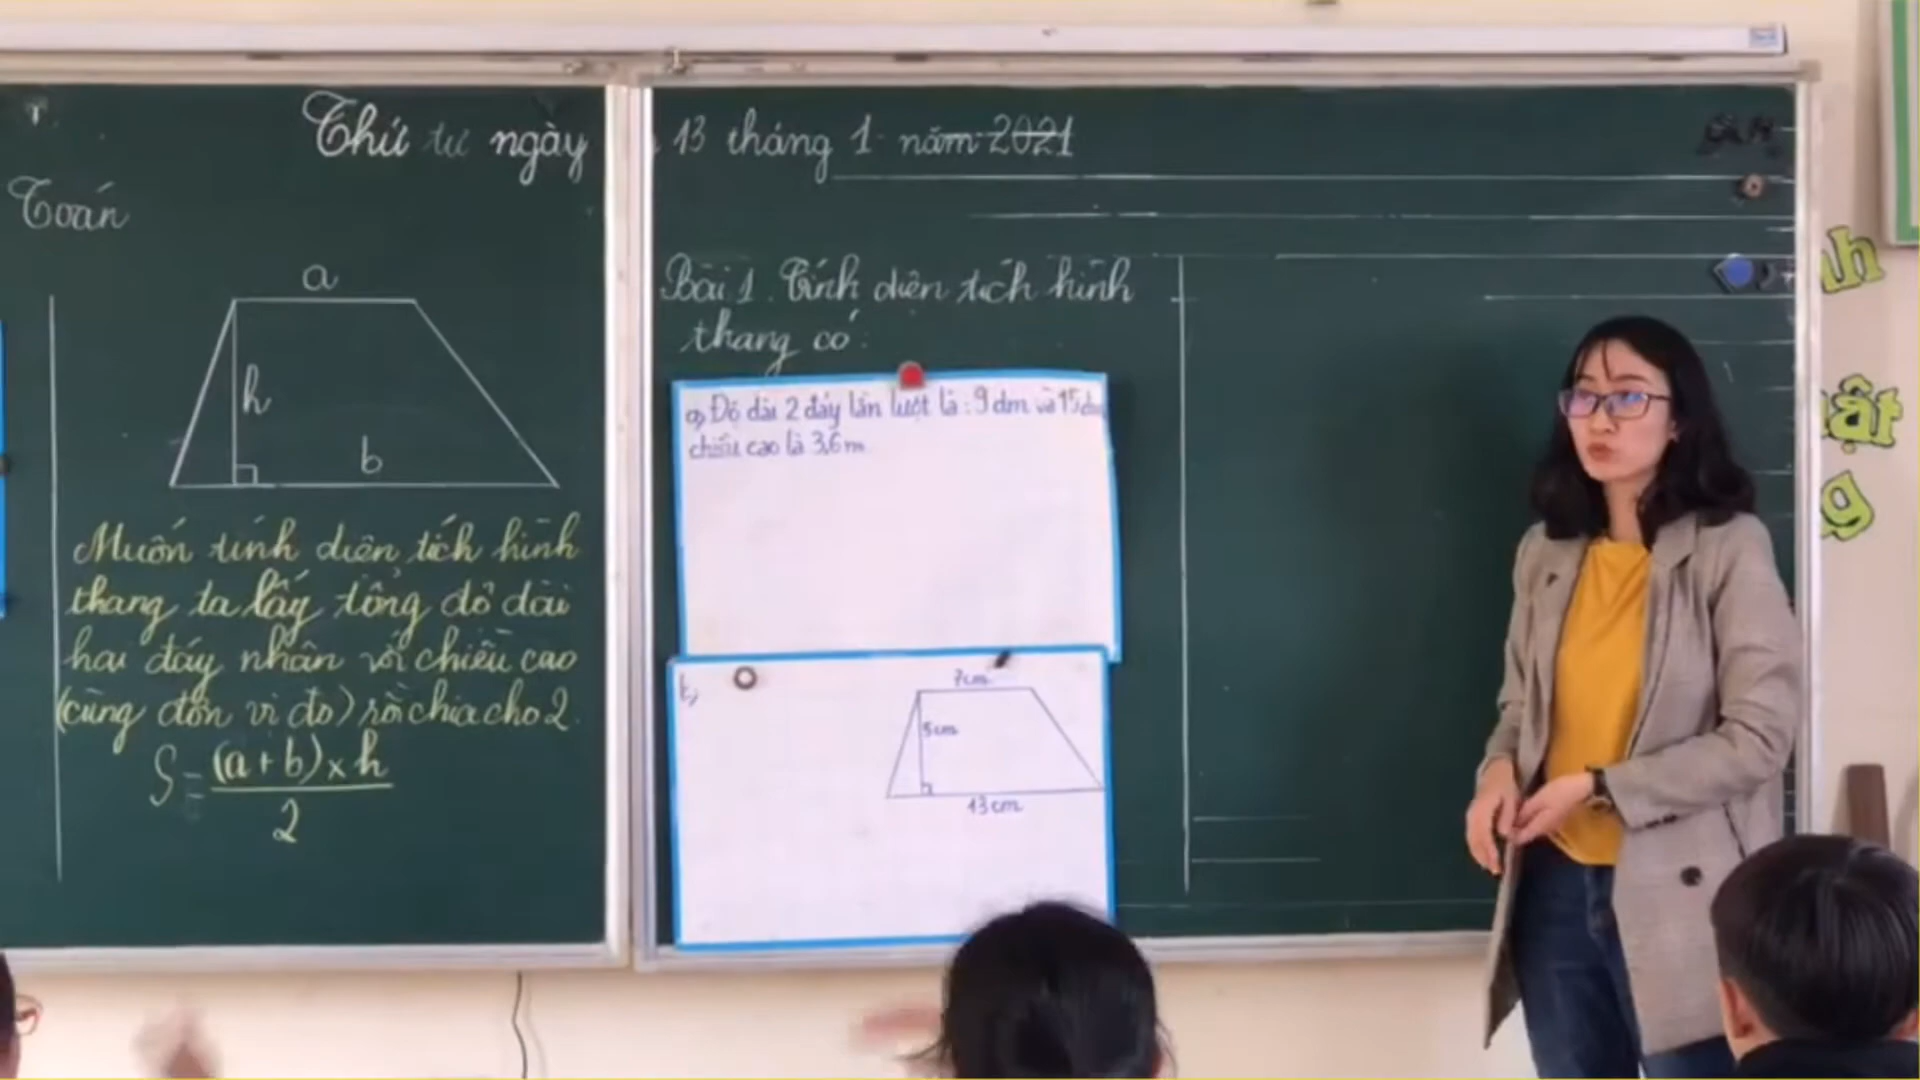 Thứ tư ngày 13 tháng 1 năm 2021
Toán
a
h
b
Muốn tính diện tích hình
thang ta lấy tổng độ dài
hai đáy nhân với chiều cao
(cùng đơn vị đo) rồi chia cho 2.
S = (a + b) x h
2
Bài 1. Tính diện tích hình
thang có:
a, Độ dài 2 đáy lần lượt là: 9dm và 15dm
chiều cao là 3,6m
b,
7cm
5cm
13cm